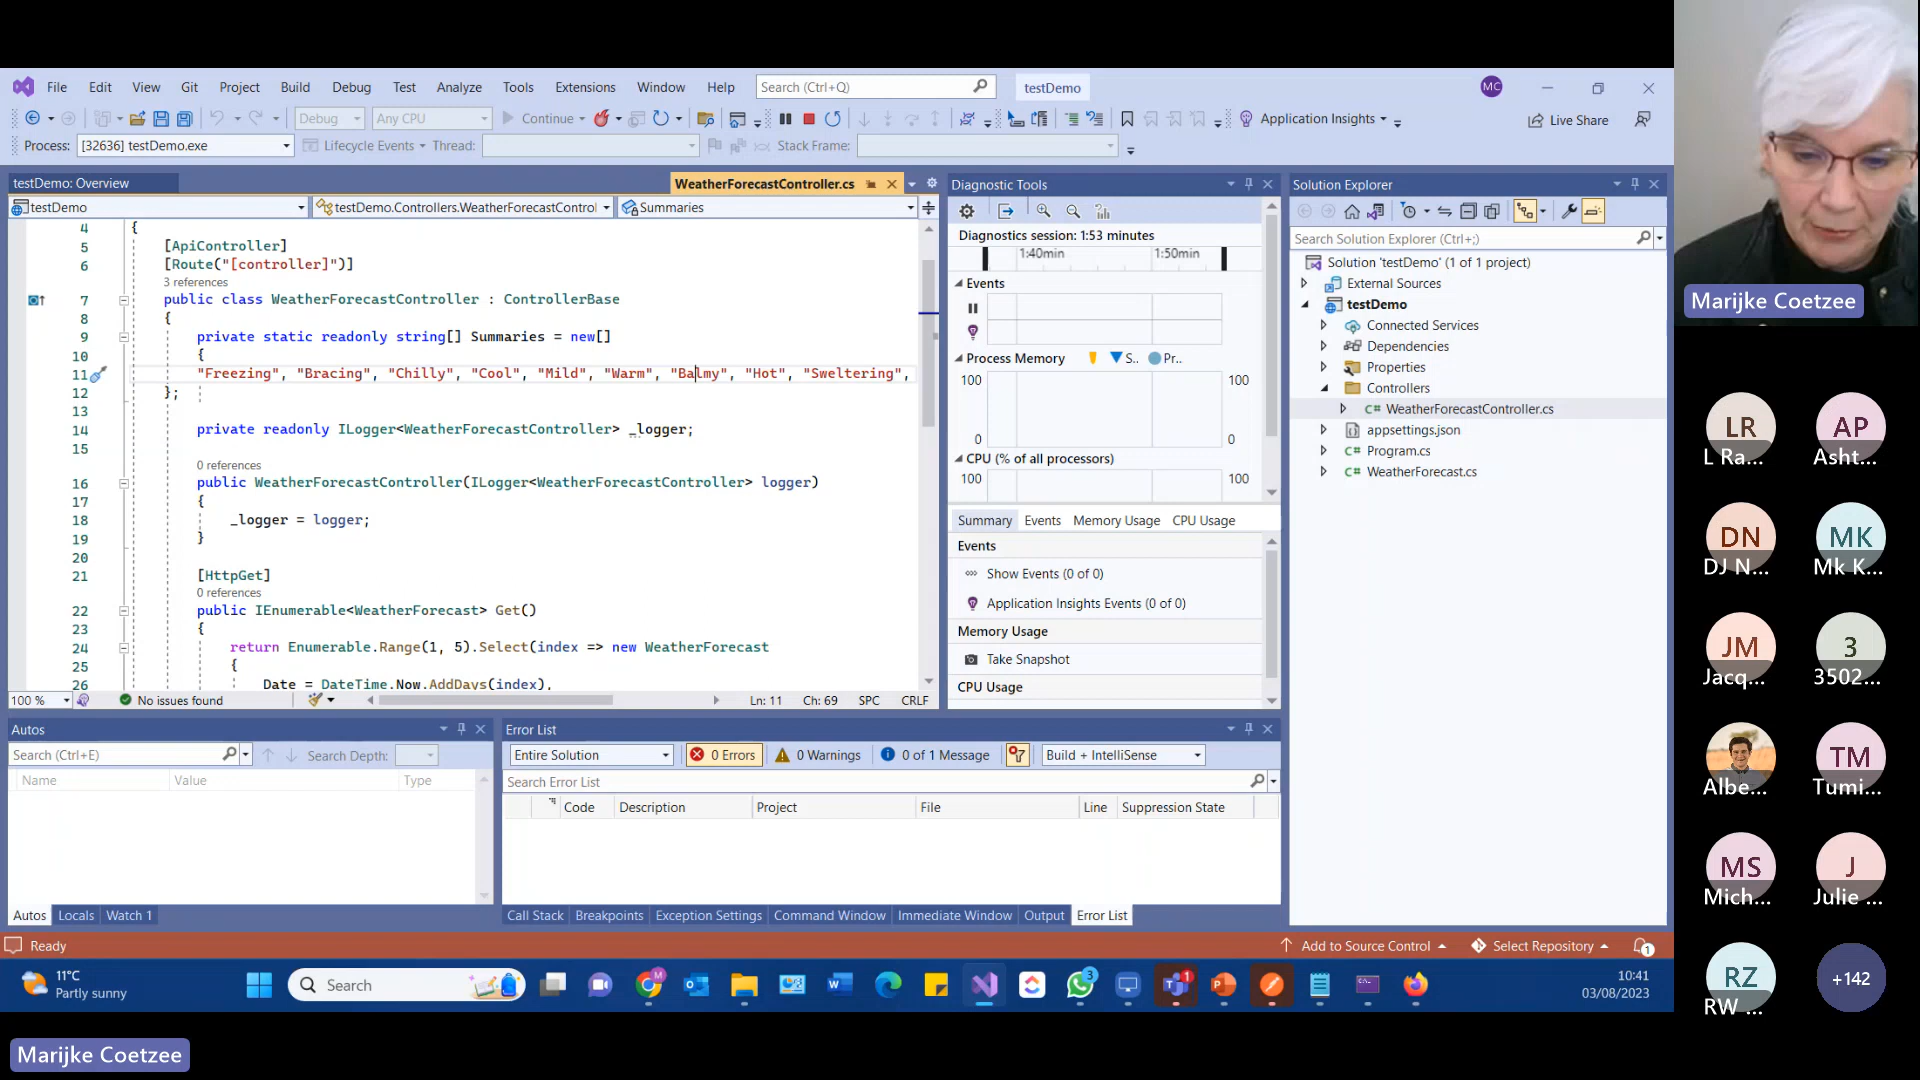 File Edit View Git Project Build Debug Test Analyze Tools Extensions Window Help Search (Ctrl+Q) testDemo MC
Debug Any CPU Continue Application Insights Live Share
Process: [32636] testDemo.exe Lifecycle Events Thread: Stack Frame:
testDemo: Overview WeatherForecastController.cs
testDemo testDemo.Controllers.WeatherForecastControl Summaries
4 {
5 [ApiController]
6 [Route("[controller]")]
3 references
7 public class WeatherForecastController : ControllerBase
8 {
9 private static readonly string[] Summaries = new[]
10 {
11 "Freezing", "Bracing", "Chilly", "Cool", "Mild", "Warm", "Balmy", "Hot", "Sweltering",
12 };
13
14 private readonly ILogger<WeatherForecastController> _logger;
15
0 references
16 public WeatherForecastController(ILogger<WeatherForecastController> logger)
17 {
18 _logger = logger;
19 }
20
21 [HttpGet]
0 references
22 public IEnumerable<WeatherForecast> Get()
23 {
24 return Enumerable.Range(1, 5).Select(index => new WeatherForecast
25 {
26 Date = DateTime.Now.AddDays(index),
100 % No issues found Ln: 11 Ch: 69 SPC CRLF
Diagnostic Tools
Diagnostics session: 1:53 minutes
1:40min 1:50min
Events
Process Memory S.. Pr..
100 100
0 0
CPU (% of all processors)
100 100
Summary Events Memory Usage CPU Usage
Events
Show Events (0 of 0)
Application Insights Events (0 of 0)
Memory Usage
Take Snapshot
CPU Usage
Solution Explorer
Search Solution Explorer (Ctrl+;)
Solution 'testDemo' (1 of 1 project)
External Sources
testDemo
Connected Services
Dependencies
Properties
Controllers
C# WeatherForecastController.cs
appsettings.json
C# Program.cs
C# WeatherForecast.cs
Autos
Search (Ctrl+E) Search Depth:
Name Value Type
Autos Locals Watch 1
Error List
Entire Solution 0 Errors 0 Warnings 0 of 1 Message Build + IntelliSense
Search Error List
Code Description Project File Line Suppression State
Call Stack Breakpoints Exception Settings Command Window Immediate Window Output Error List
Ready Add to Source Control Select Repository 1
11°C
Partly sunny
Search
M
3
1
10:41
03/08/2023
Marijke Coetzee
Marijke Coetzee
LR AP
L Ra... Asht...
DN MK
DJ N... Mk K...
JM 3
Jacq... 3502...
TM
Albe... Tumi...
MS J
Mich... Julie ...
RZ +142
RW ...